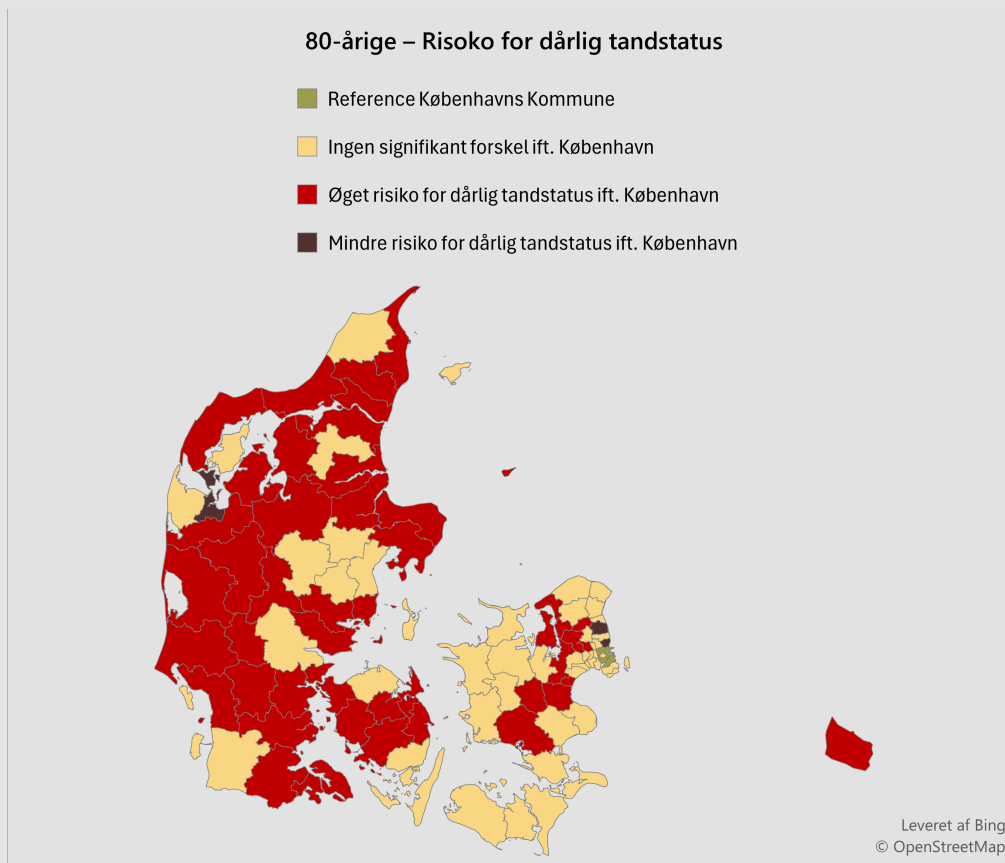 80-årige – Risoko for dårlig tandstatus
Reference Københavns Kommune
Ingen signifikant forskel ift. København
Øget risiko for dårlig tandstatus ift. København
Mindre risiko for dårlig tandstatus ift. København
Leveret af Bing
© OpenStreetMap